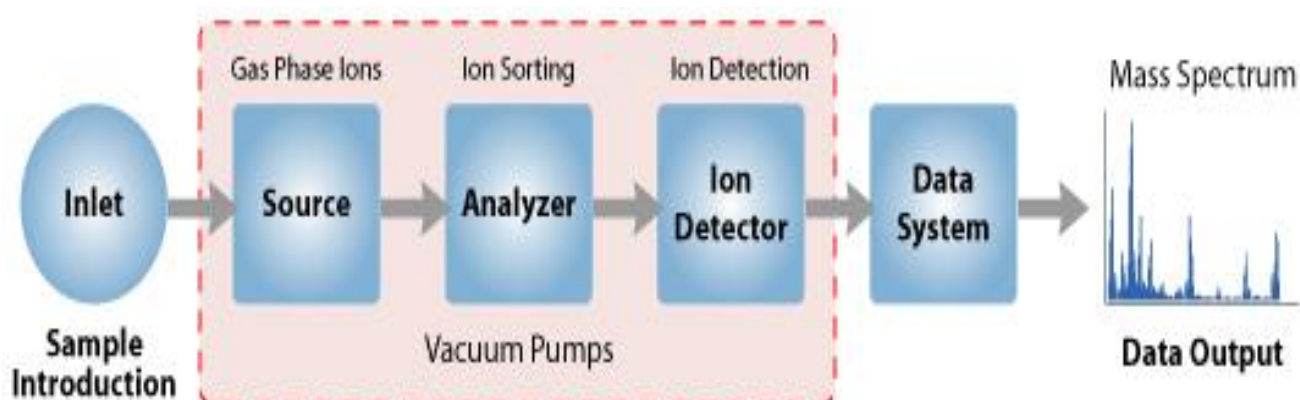 Gas Phase Ions
Ion Sorting
Ion Detection
Mass Spectrum
Inlet
Source
Analyzer
Ion
Detector
Data
System
Sample
Introduction
Vacuum Pumps
Data Output